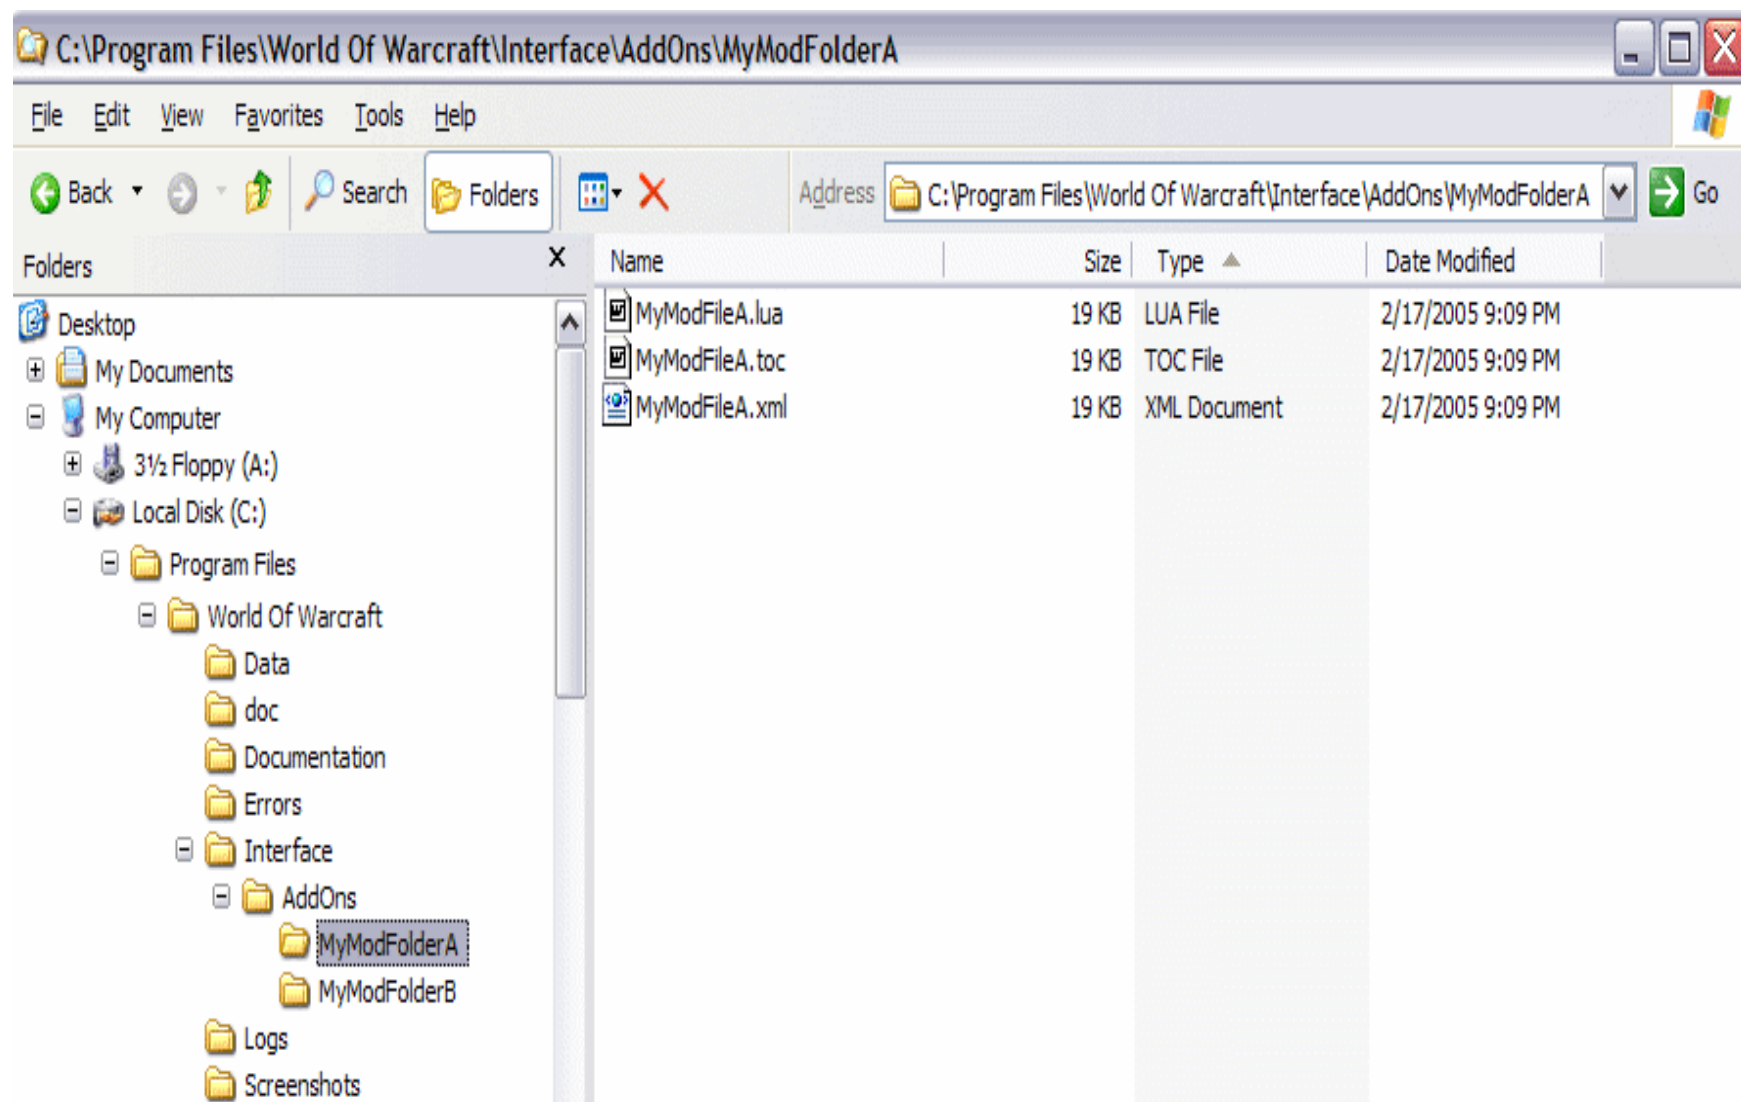 C:\Program Files\World Of Warcraft\Interface\AddOns\MyModFolderA
File Edit View Favorites Tools Help
Back Search Folders Address C:\Program Files\World Of Warcraft\Interface\AddOns\MyModFolderA Go
Folders X Name Size Type Date Modified
Desktop
My Documents
My Computer
3½ Floppy (A:)
Local Disk (C:)
Program Files
World Of Warcraft
Data
doc
Documentation
Errors
Interface
AddOns
MyModFolderA
MyModFolderB
Logs
Screenshots
MyModFileA.lua 19 KB LUA File 2/17/2005 9:09 PM
MyModFileA.toc 19 KB TOC File 2/17/2005 9:09 PM
MyModFileA.xml 19 KB XML Document 2/17/2005 9:09 PM